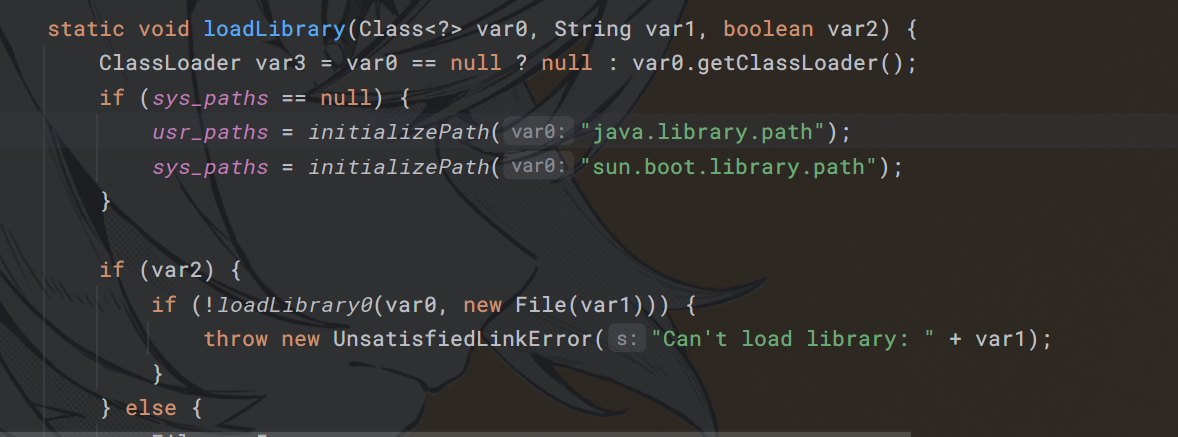 static void loadLibrary(Class<?> var0, String var1, boolean var2) {
ClassLoader var3 = var0 == null ? null : var0.getClassLoader();
if (sys_paths == null) {
usr_paths = initializePath( var0: "java.library.path");
sys_paths = initializePath( var0: "sun.boot.library.path");
}
if (var2) {
if (!loadLibrary0(var0, new File(var1))) {
throw new UnsatisfiedLinkError( s: "Can't load library: " + var1);
}
} else {